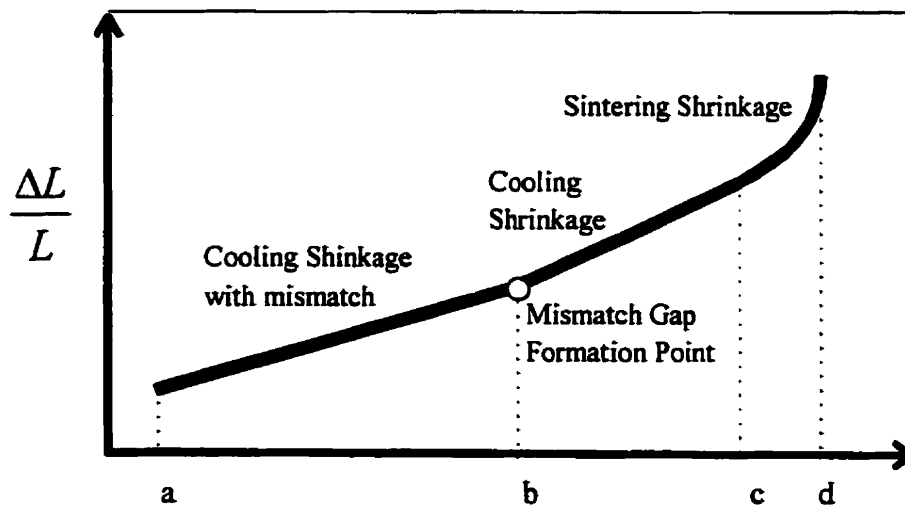 Sintering Shrinkage
Cooling
Shrinkage
ΔL
L
Cooling Shinkage
with mismatch
Mismatch Gap
Formation Point
a
b
c
d